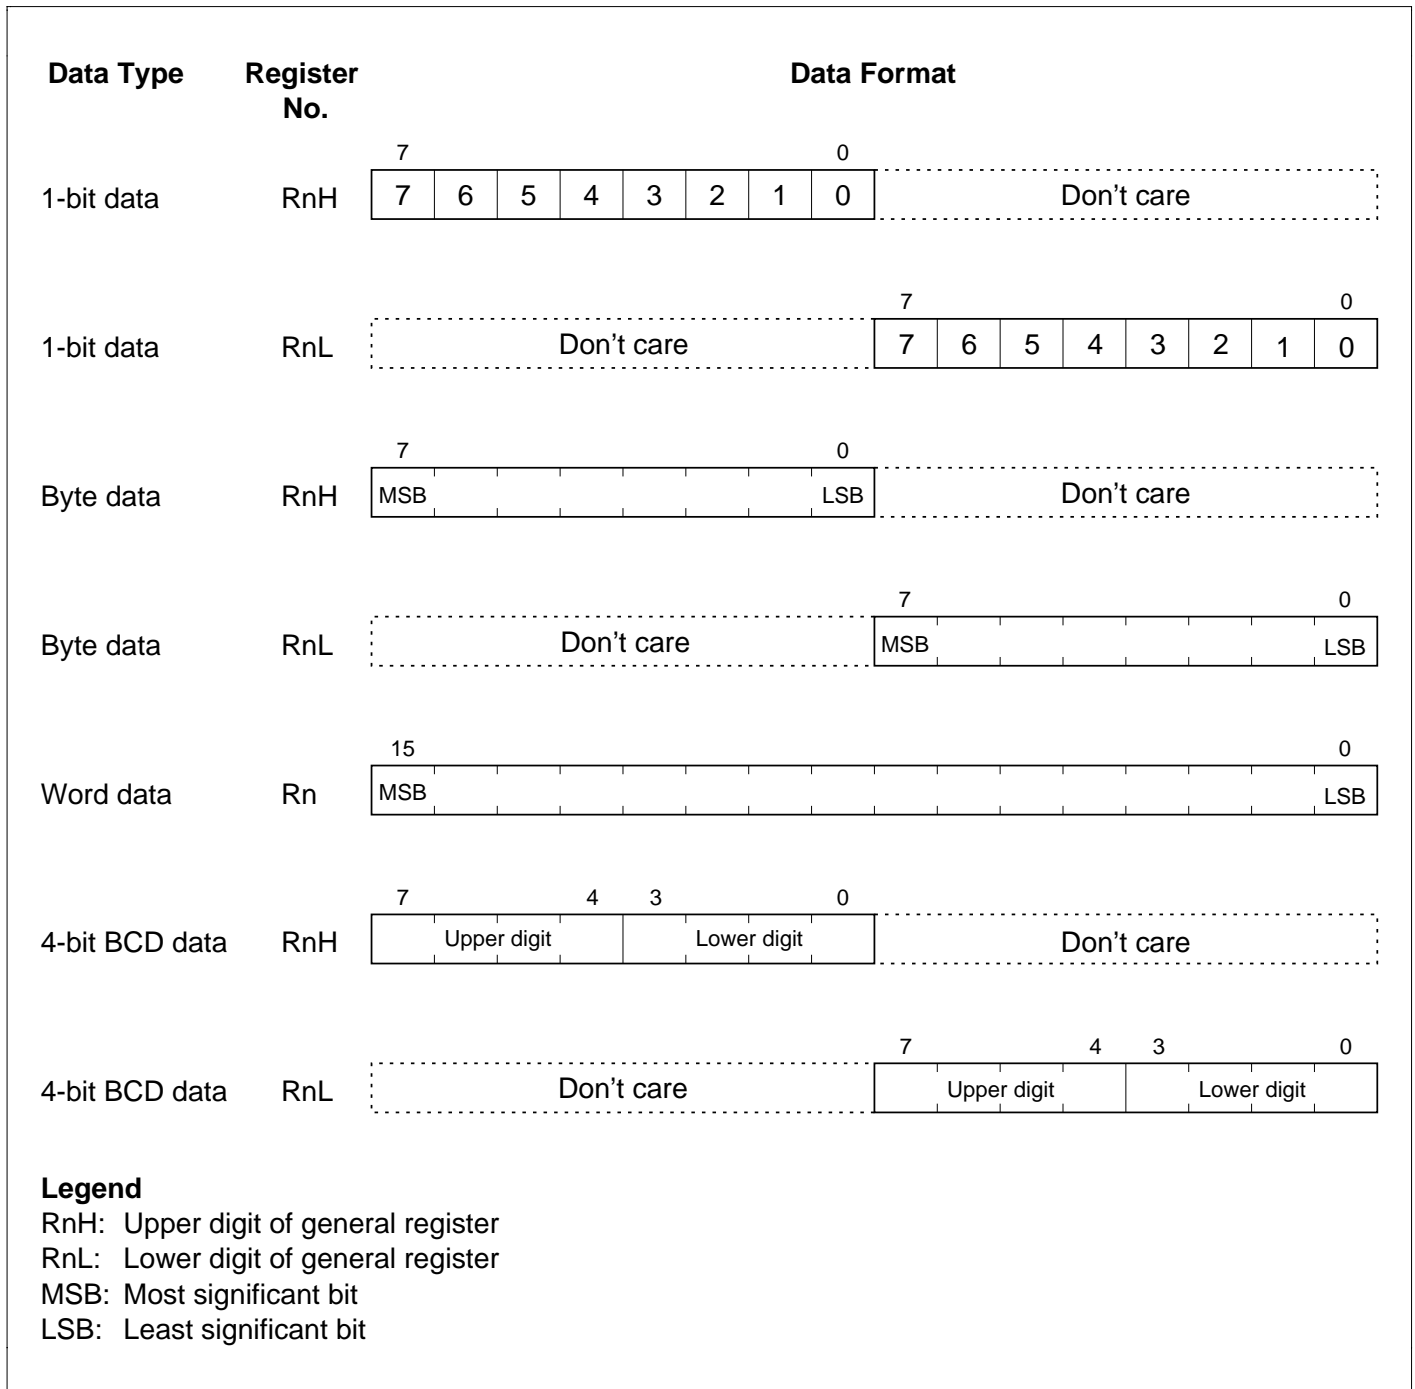 Data Type Register No. Data Format
7 0
1-bit data RnH 7 6 5 4 3 2 1 0 Don't care
7 0
1-bit data RnL Don't care 7 6 5 4 3 2 1 0
7 0
Byte data RnH MSB LSB Don't care
7 0
Byte data RnL Don't care MSB LSB
15 0
Word data Rn MSB LSB
7 4 3 0
4-bit BCD data RnH Upper digit Lower digit Don't care
7 4 3 0
4-bit BCD data RnL Don't care Upper digit Lower digit
Legend
RnH: Upper digit of general register
RnL: Lower digit of general register
MSB: Most significant bit
LSB: Least significant bit